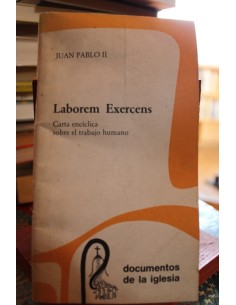 JUAN PABLO II
Laborem Exercens
Carta encíclica
sobre el trabajo humano
documentos
de la iglesia